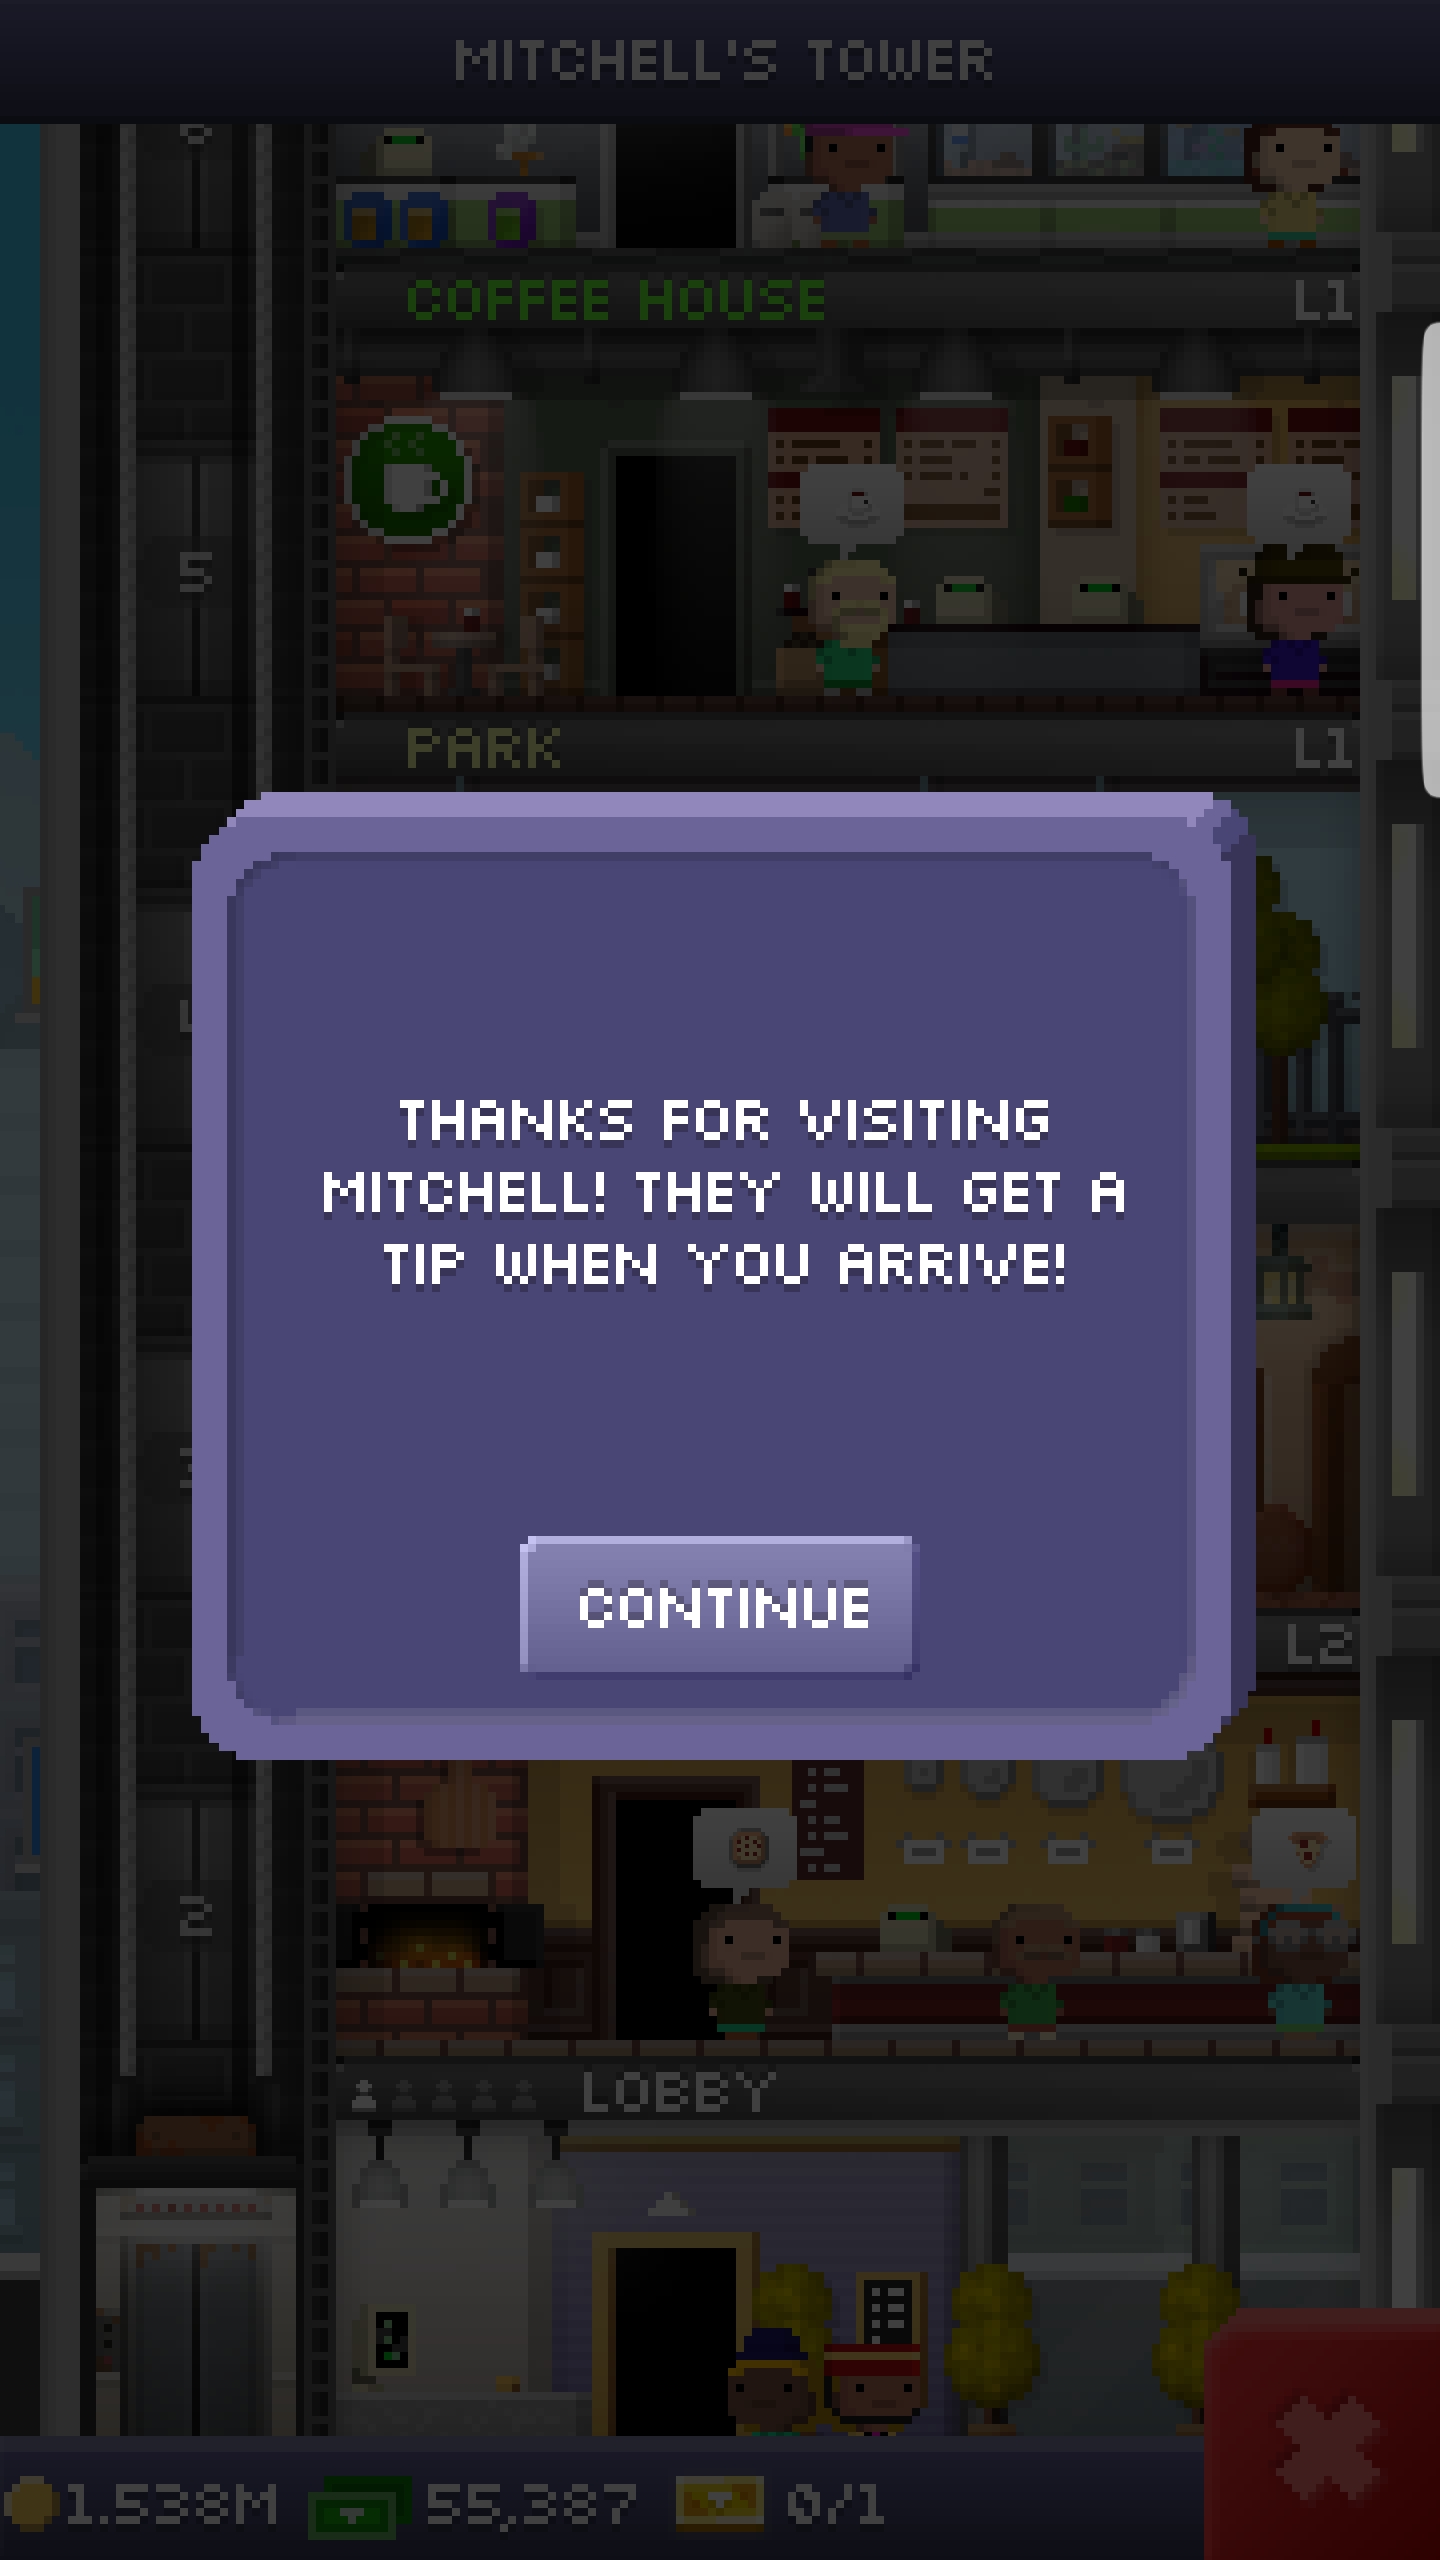 MITCHELL'S TOWER
COFFEE HOUSE L1
5
PARK L1
THANKS FOR VISITING
MITCHELL! THEY WILL GET A
TIP WHEN YOU ARRIVE!
CONTINUE
L2
2
LOBBY
1.538M 55,387 0/1